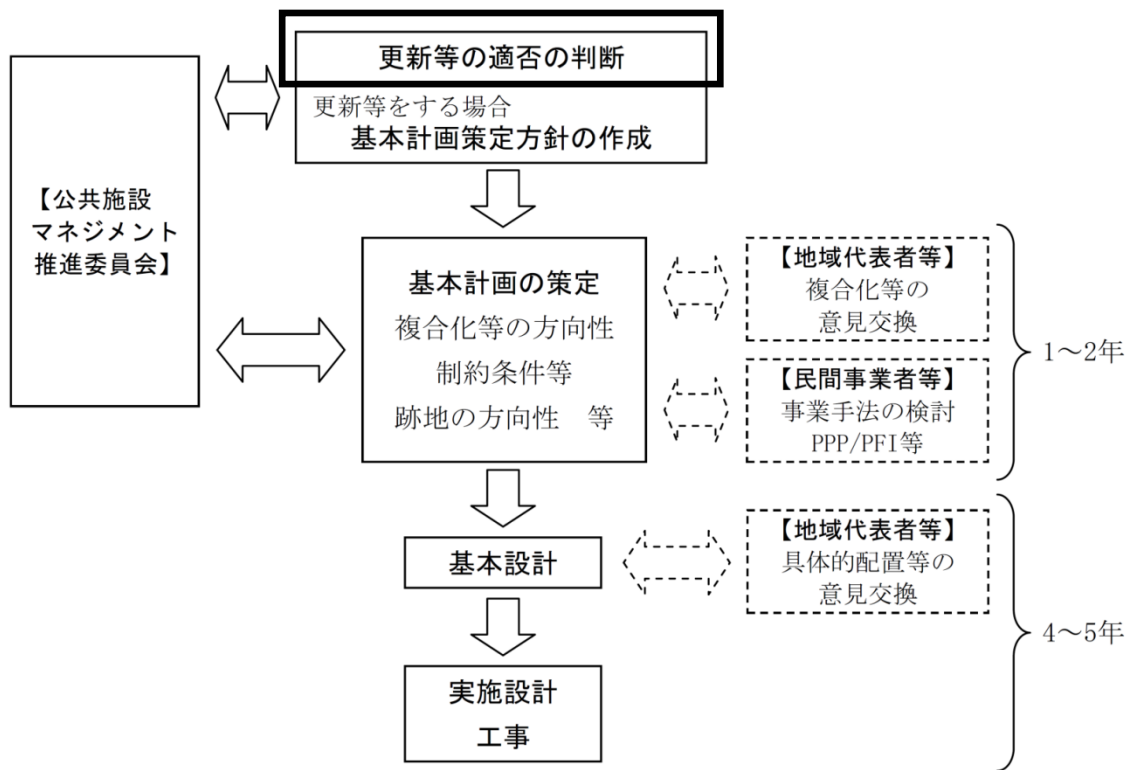 更新等の適否の判断
更新等をする場合
基本計画策定方針の作成
【公共施設
マネジメント
推進委員会】
基本計画の策定
複合化等の方向性
制約条件等
跡地の方向性　等
【地域代表者等】
複合化等の
意見交換
【民間事業者等】
事業手法の検討
PPP/PFI等
1～2年
基本設計
【地域代表者等】
具体的配置等の
意見交換
4～5年
実施設計
工事